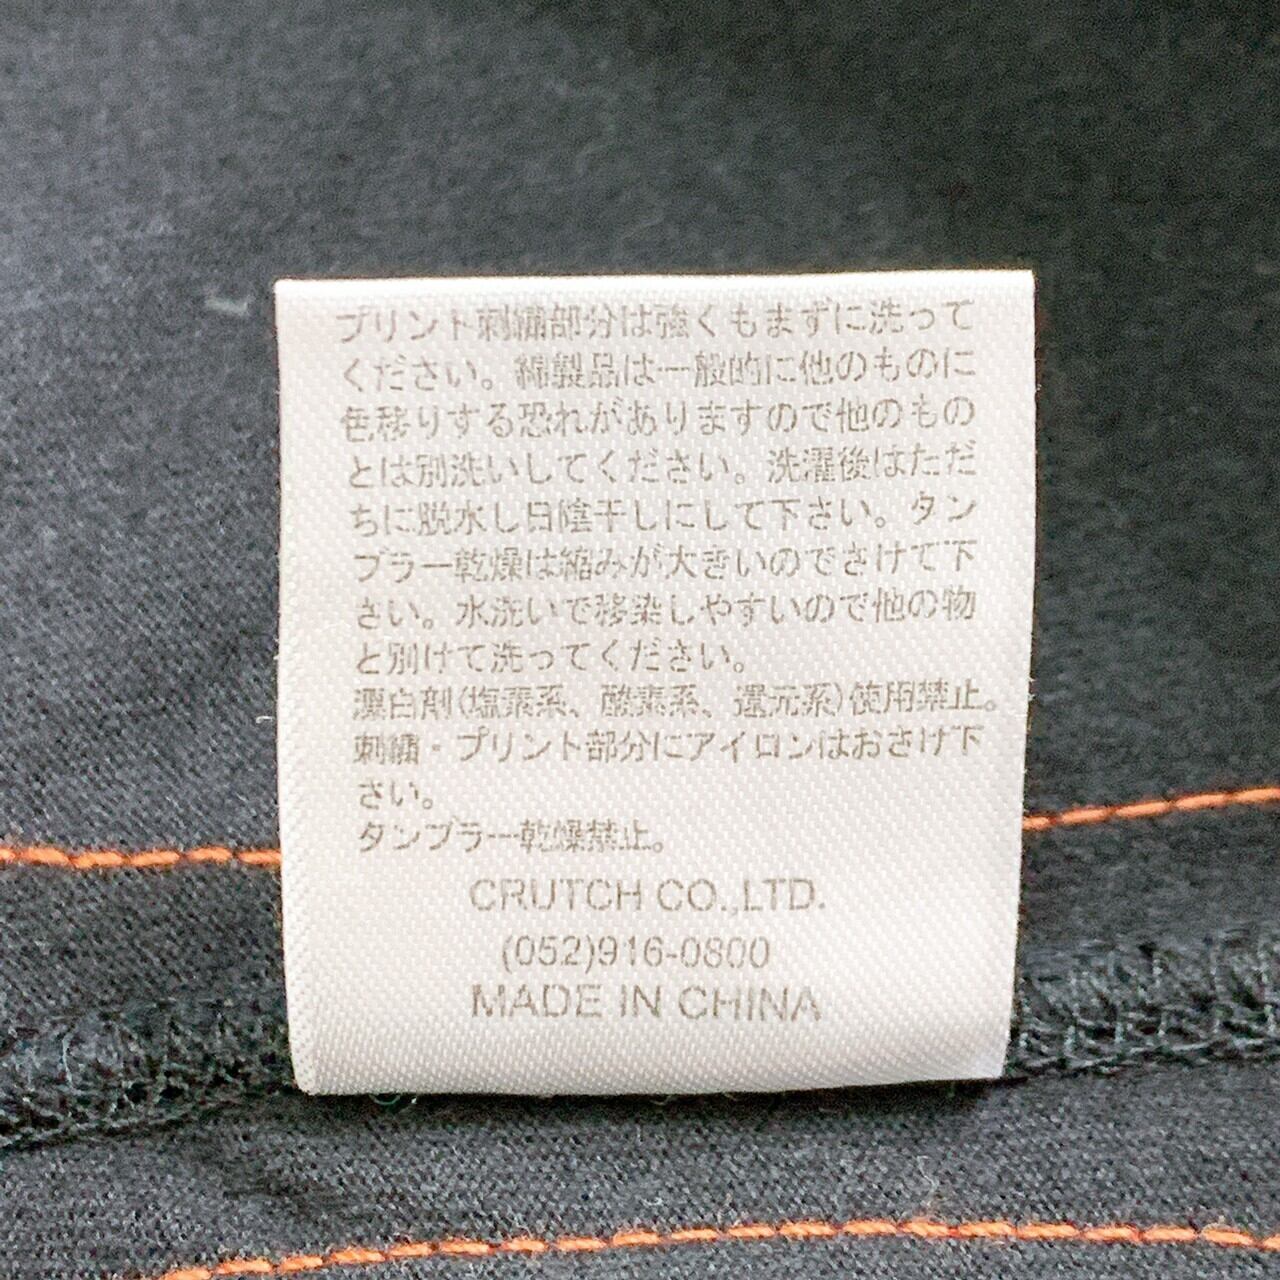 プリント刺繍部分は強くもまずに洗って
ください。綿製品は一般的に他のものに
色移りする恐れがありますので他のもの
とは別洗いしてください。洗濯後はただ
ちに脱水し日陰干しにして下さい。タン
ブラー乾燥は縮みが大きいのでさけて下
さい。水洗いで移染しやすいので他の物
と別けて洗ってください。
漂白剤(塩素系、酸素系、還元系)使用禁止。
刺繍・プリント部分にアイロンはおさけ下
さい。
タンブラー乾燥禁止。
CRUTCH CO.,LTD.
(052)916-0800
MADE IN CHINA